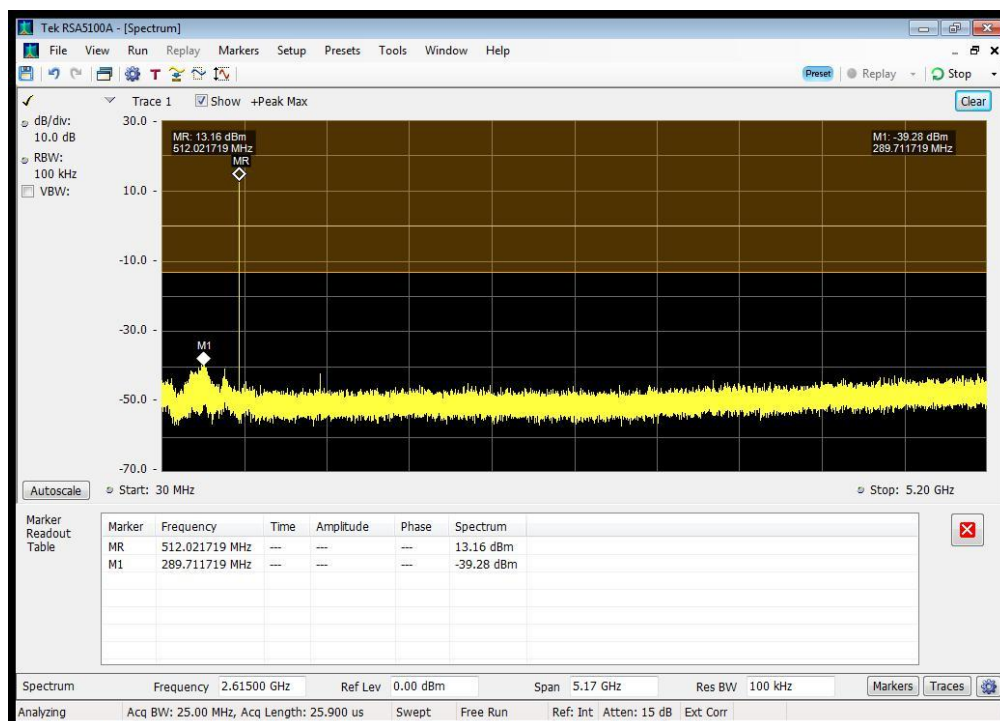 Tek RSA5100A - [Spectrum]
File View Run Replay Markers Setup Presets Tools Window Help
T Preset Replay Stop
Trace 1 Show +Peak Max Clear
dB/div:
10.0 dB
RBW:
100 kHz
VBW:
30.0
10.0
-10.0
-30.0
-50.0
-70.0
MR: 13.16 dBm
512.021719 MHz
MR
M1: -39.28 dBm
289.711719 MHz
M1
Autoscale Start: 30 MHz Stop: 5.20 GHz
Marker
Readout
Table
Marker Frequency Time Amplitude Phase Spectrum
MR 512.021719 MHz --- --- --- 13.16 dBm
M1 289.711719 MHz --- --- --- -39.28 dBm
Spectrum Frequency 2.61500 GHz Ref Lev 0.00 dBm Span 5.17 GHz Res BW 100 kHz Markers Traces
Analyzing Acq BW: 25.00 MHz, Acq Length: 25.900 us Swept Free Run Ref: Int Atten: 15 dB Ext Corr